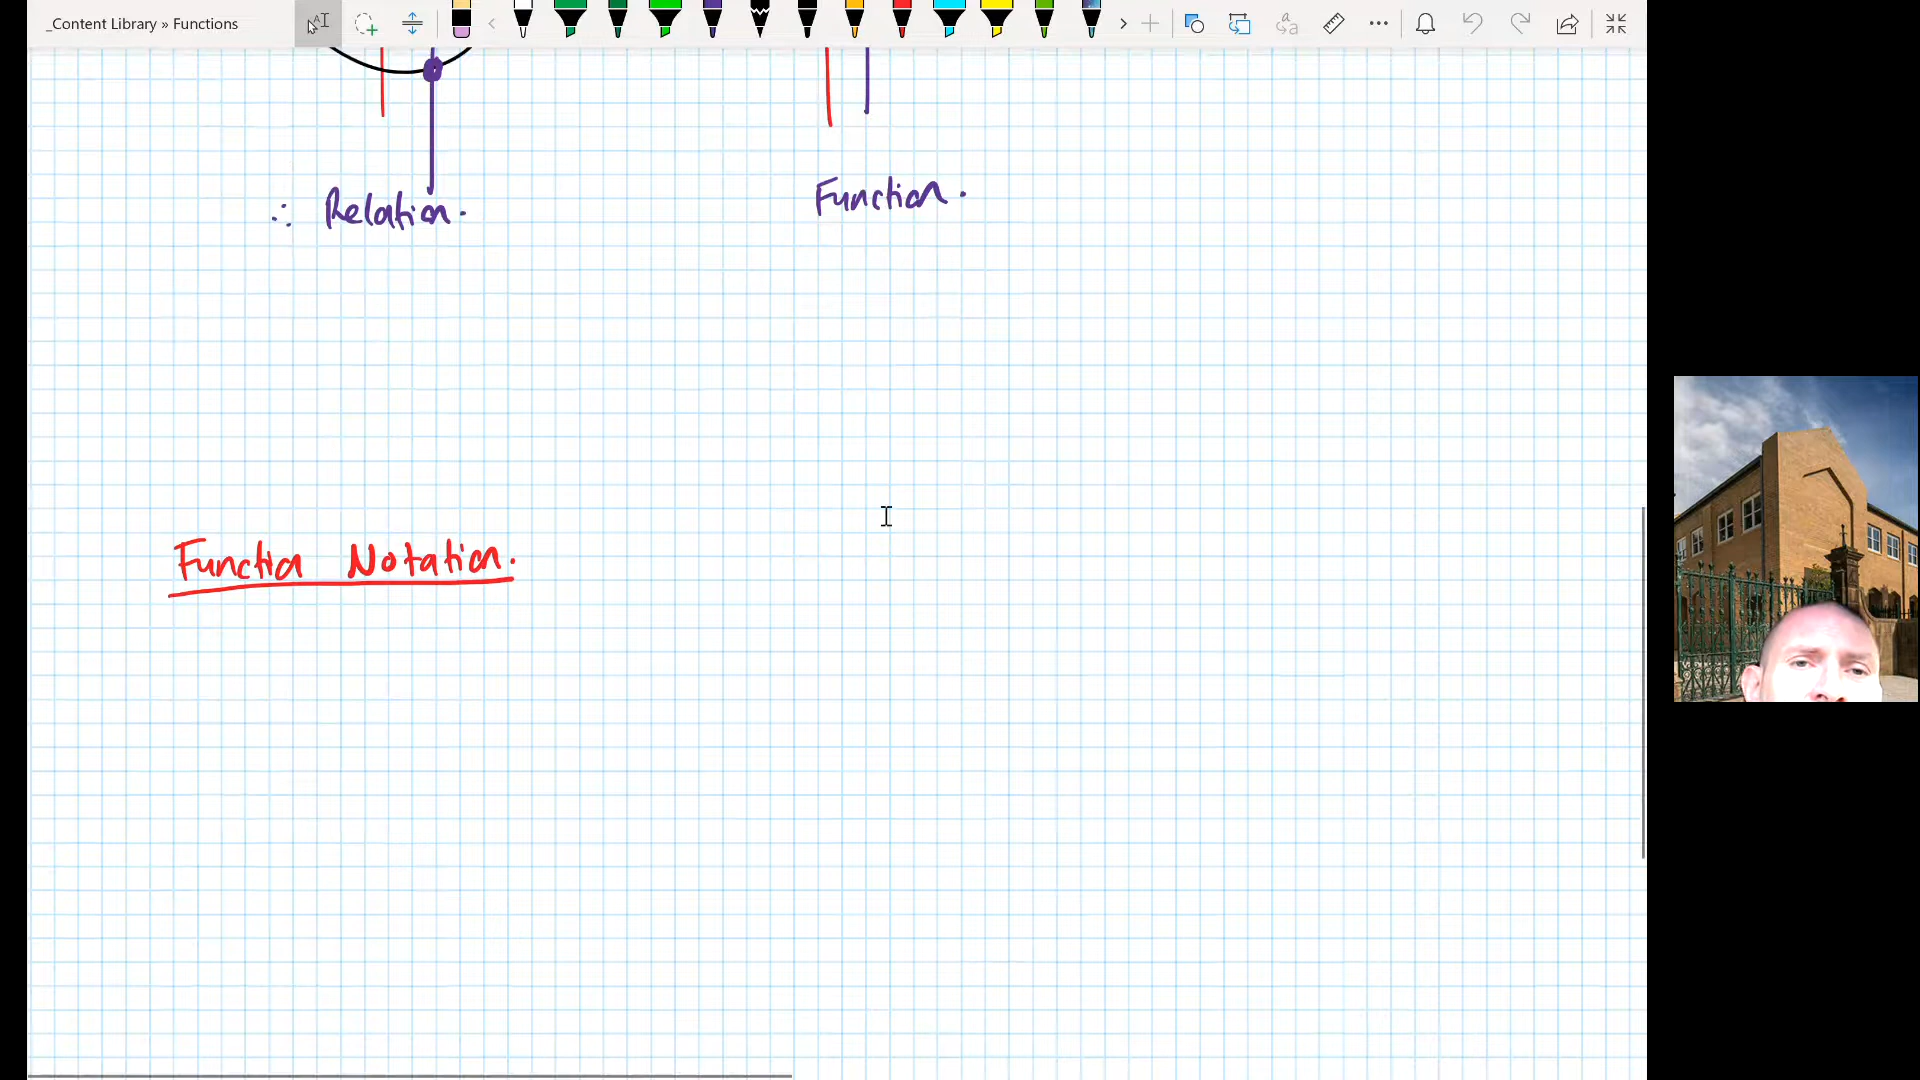 _Content Library » Functions
∴ Relation.
Function.
Function Notation.